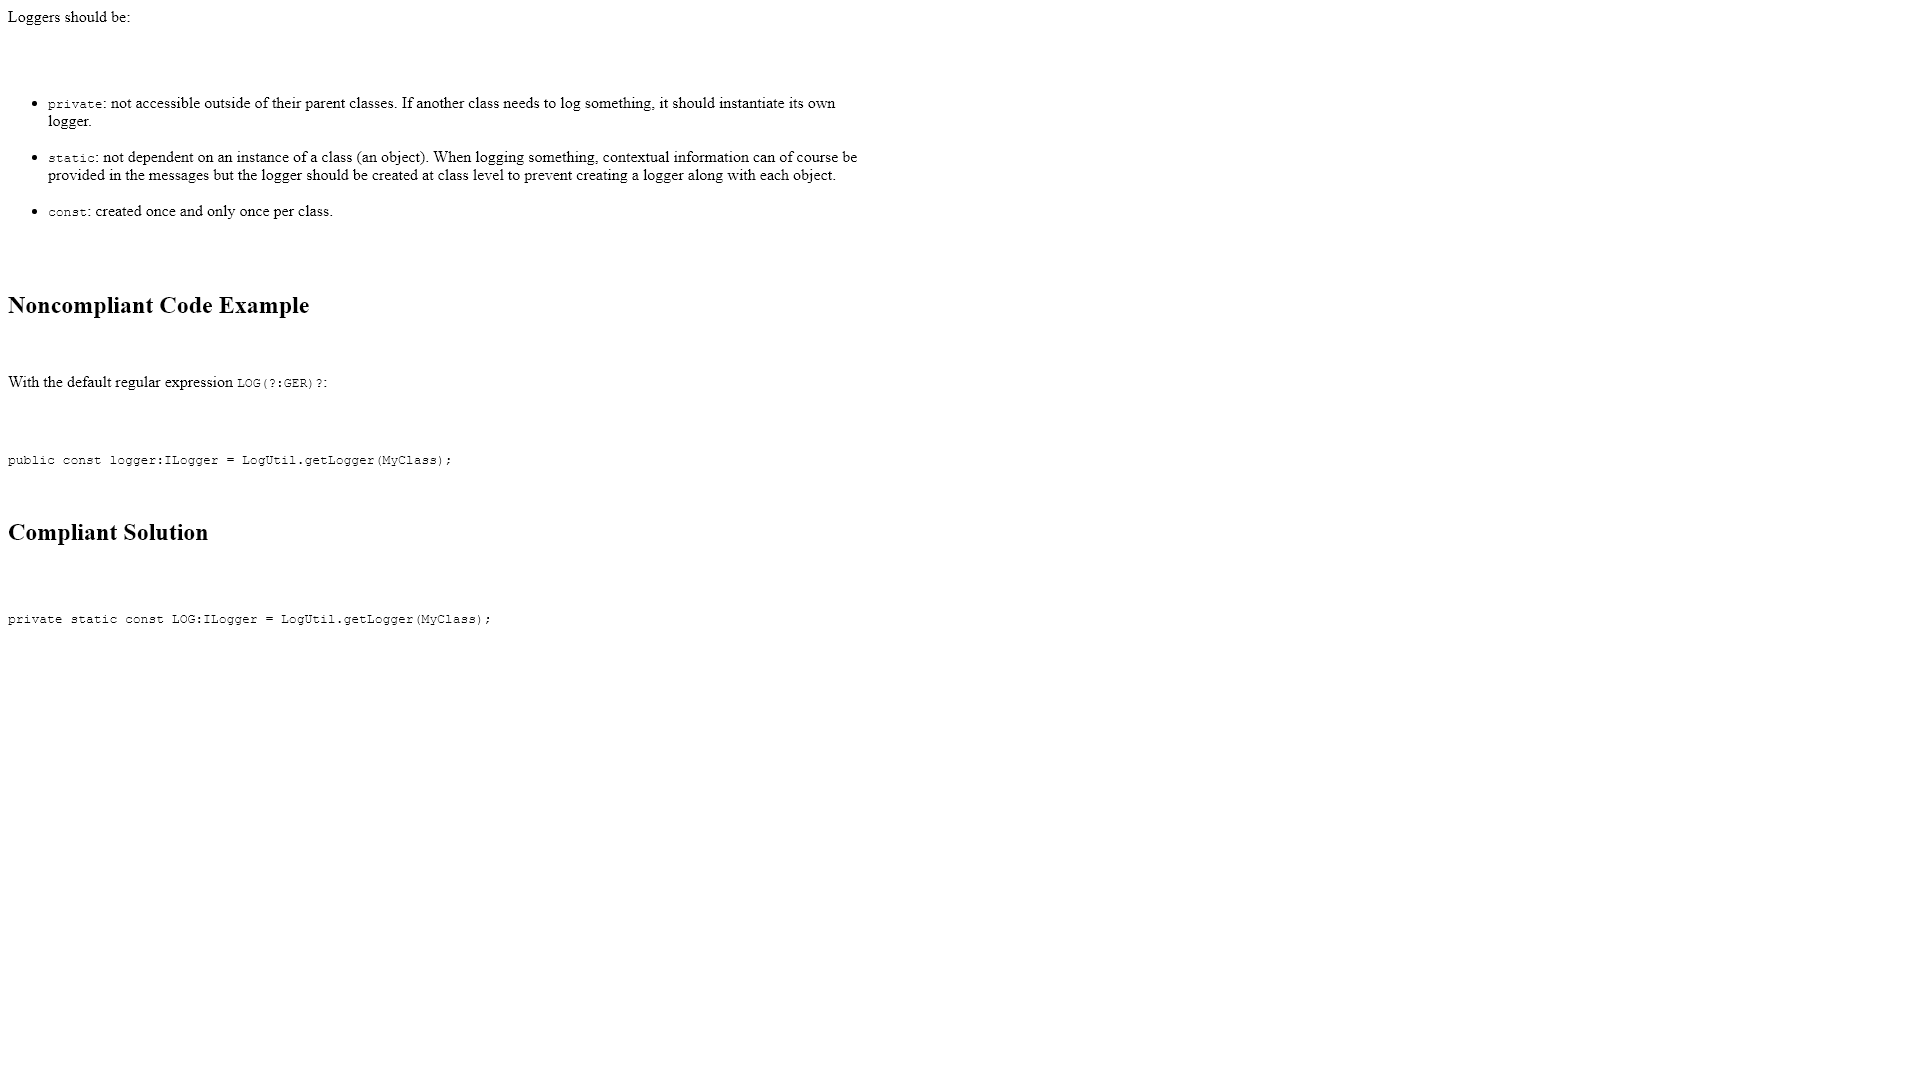 Loggers should be:
• private: not accessible outside of their parent classes. If another class needs to log something, it should instantiate its own
logger.
• static: not dependent on an instance of a class (an object). When logging something, contextual information can of course be
provided in the messages but the logger should be created at class level to prevent creating a logger along with each object.
• const: created once and only once per class.
Noncompliant Code Example
With the default regular expression LOG(?:GER)?:
public const logger:ILogger = LogUtil.getLogger(MyClass);
Compliant Solution
private static const LOG:ILogger = LogUtil.getLogger(MyClass);